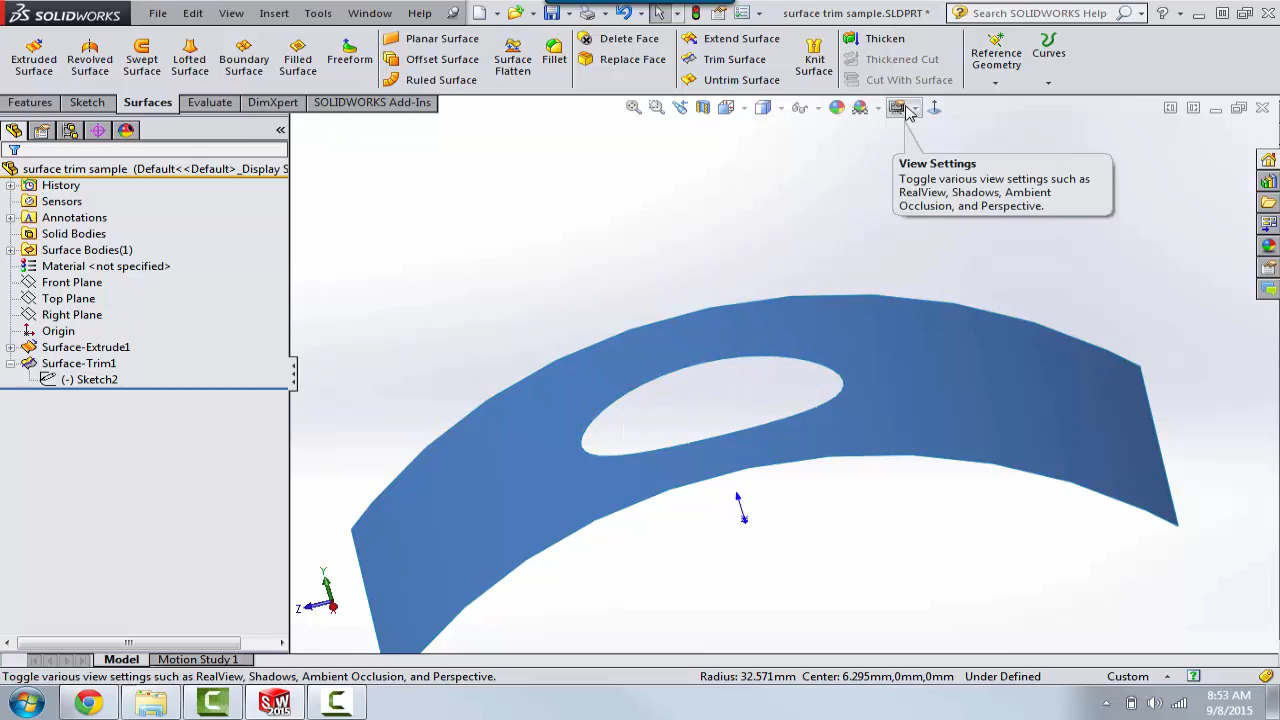 SOLIDWORKS File Edit View Insert Tools Window Help surface trim sample.SLDPRT * Search SOLIDWORKS Help
Extruded Surface
Revolved Surface
Swept Surface
Lofted Surface
Boundary Surface
Filled Surface
Freeform
Planar Surface
Offset Surface
Ruled Surface
Surface Flatten
Fillet
Delete Face
Replace Face
Extend Surface
Trim Surface
Untrim Surface
Knit Surface
Thicken
Thickened Cut
Cut With Surface
Reference Geometry
Curves
Features Sketch Surfaces Evaluate DimXpert SOLIDWORKS Add-Ins
View Settings
Toggle various view settings such as
RealView, Shadows, Ambient
Occlusion, and Perspective.
surface trim sample (Default<<Default>_Display S
History
Sensors
Annotations
Solid Bodies
Surface Bodies(1)
Material <not specified>
Front Plane
Top Plane
Right Plane
Origin
Surface-Extrude1
Surface-Trim1
(-) Sketch2
Y
Z
X
Model Motion Study 1
Toggle various view settings such as RealView, Shadows, Ambient Occlusion, and Perspective. Radius: 32.571mm Center: 6.295mm,0mm,0mm Under Defined Custom
SW 2015
8:53 AM
9/8/2015